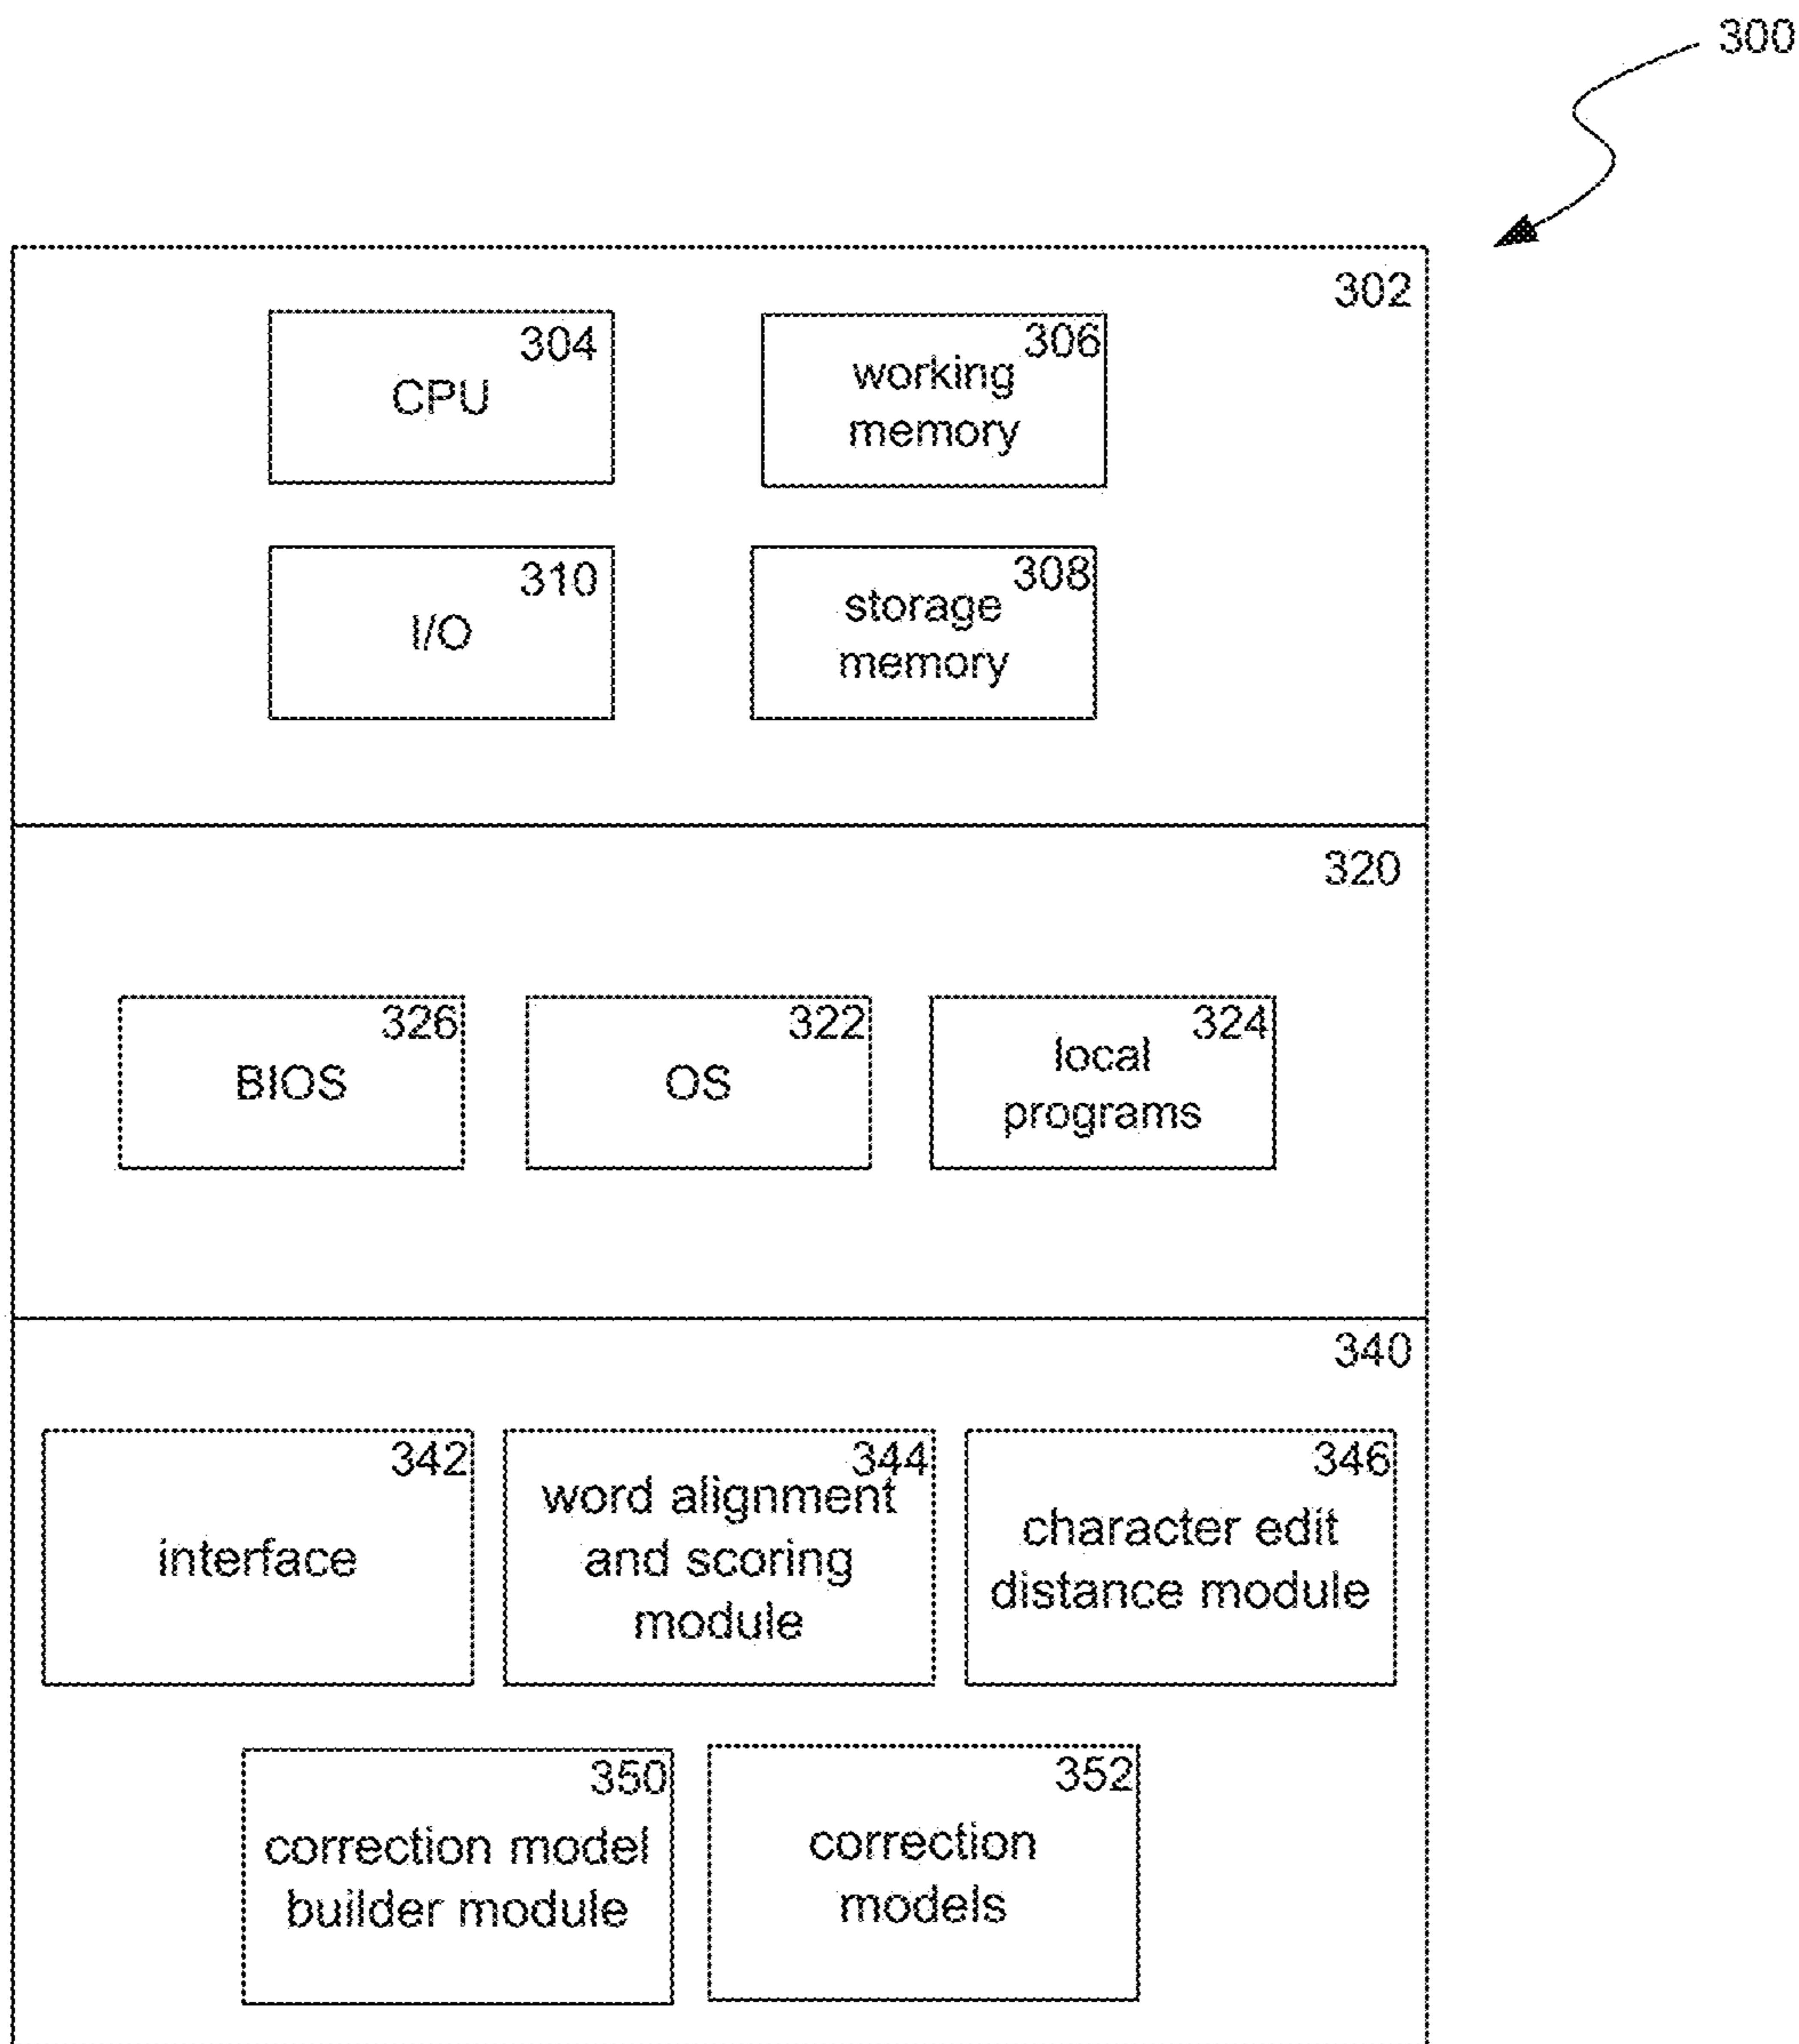 300
302
304
CPU
306
working
memory
310
I/O
308
storage
memory
320
326
BIOS
322
OS
324
local
programs
340
342
interface
344
word alignment
and scoring
module
346
character edit
distance module
350
correction model
builder module
352
correction
models